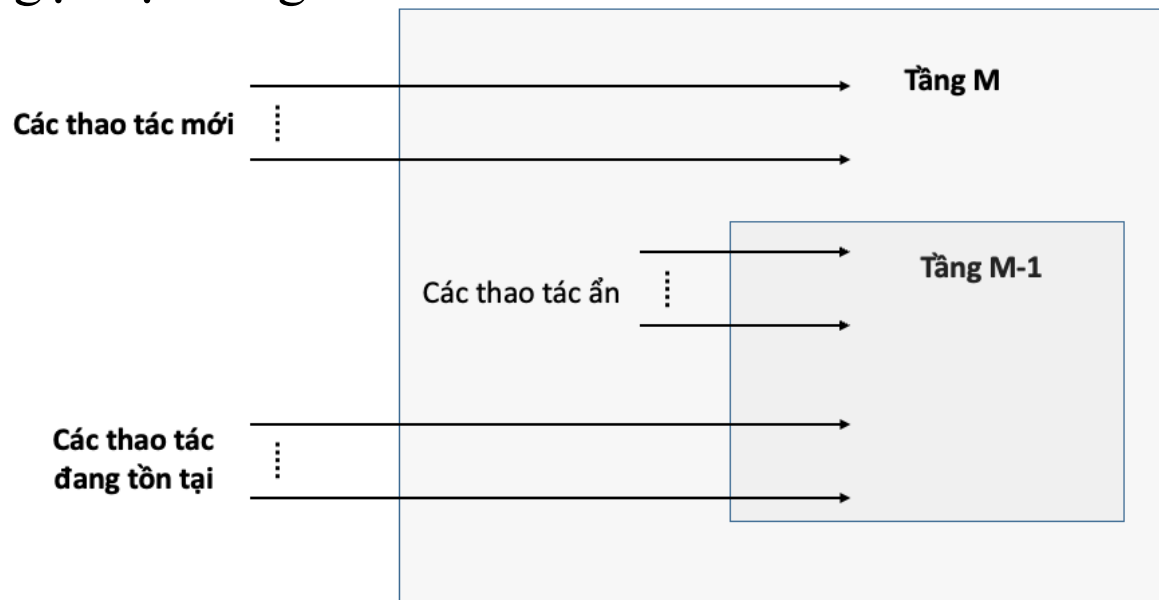 Tầng M
Các thao tác mới
Tầng M-1
Các thao tác ẩn
Các thao tác
đang tồn tại